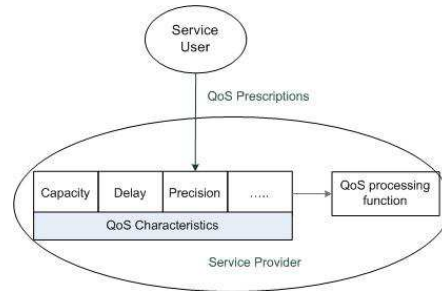 Service
User
QoS Prescriptions
Capacity
Delay
Precision
.....
QoS processing
function
QoS Characteristics
Service Provider